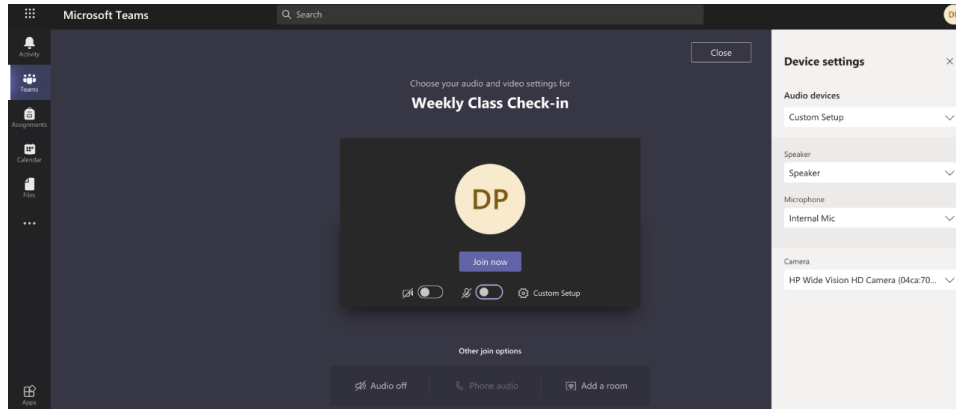 Microsoft Teams
Search
Activity
Teams
Assignments
Calendar
Files
Apps
Close
Choose your audio and video settings for
Weekly Class Check-in
DP
Join now
Custom Setup
Other join options
Audio off
Phone audio
Add a room
Device settings
Audio devices
Custom Setup
Speaker
Speaker
Microphone
Internal Mic
Camera
HP Wide Vision HD Camera (04ca:70...